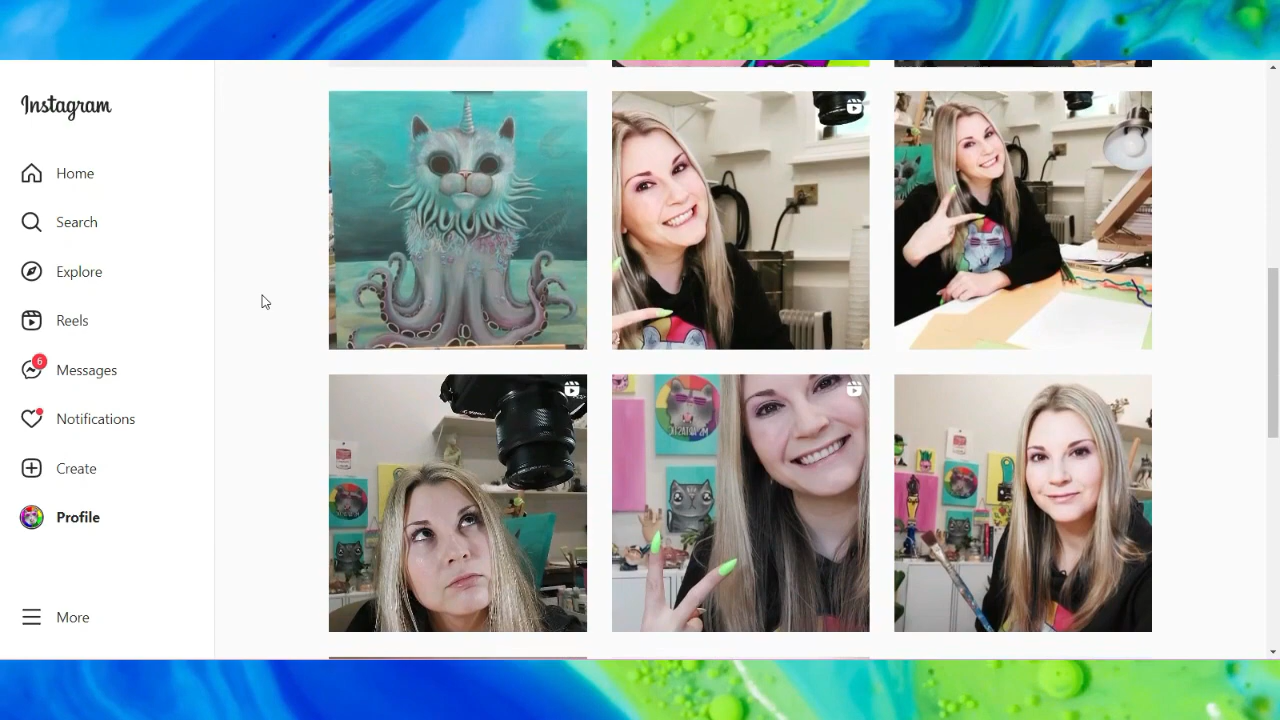 Instagram
Home
Search
Explore
Reels
6
Messages
Notifications
Create
Profile
More